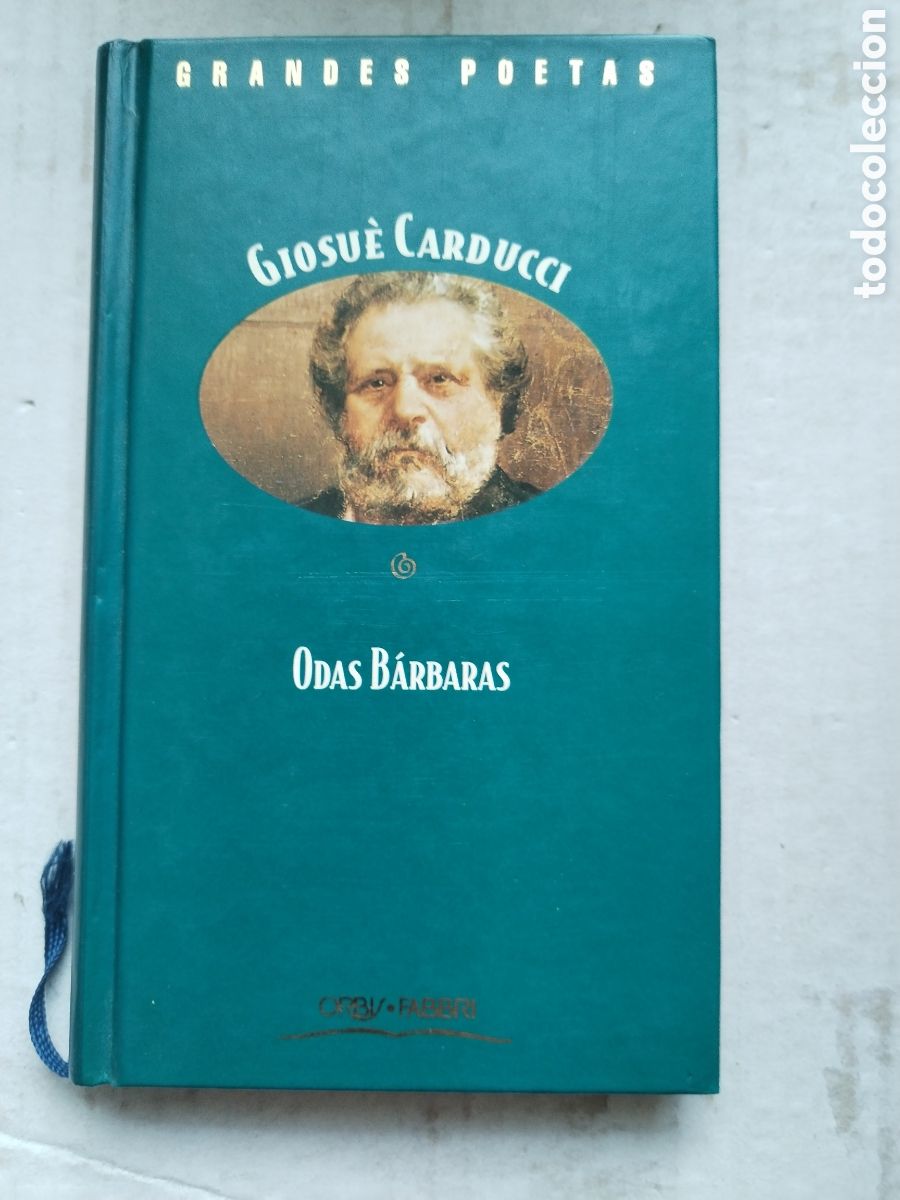 GRANDES POETAS
GIOSUÈ CARDUCCI
ODAS BÁRBARAS
ORBIS • FABBRI
todocoleccion